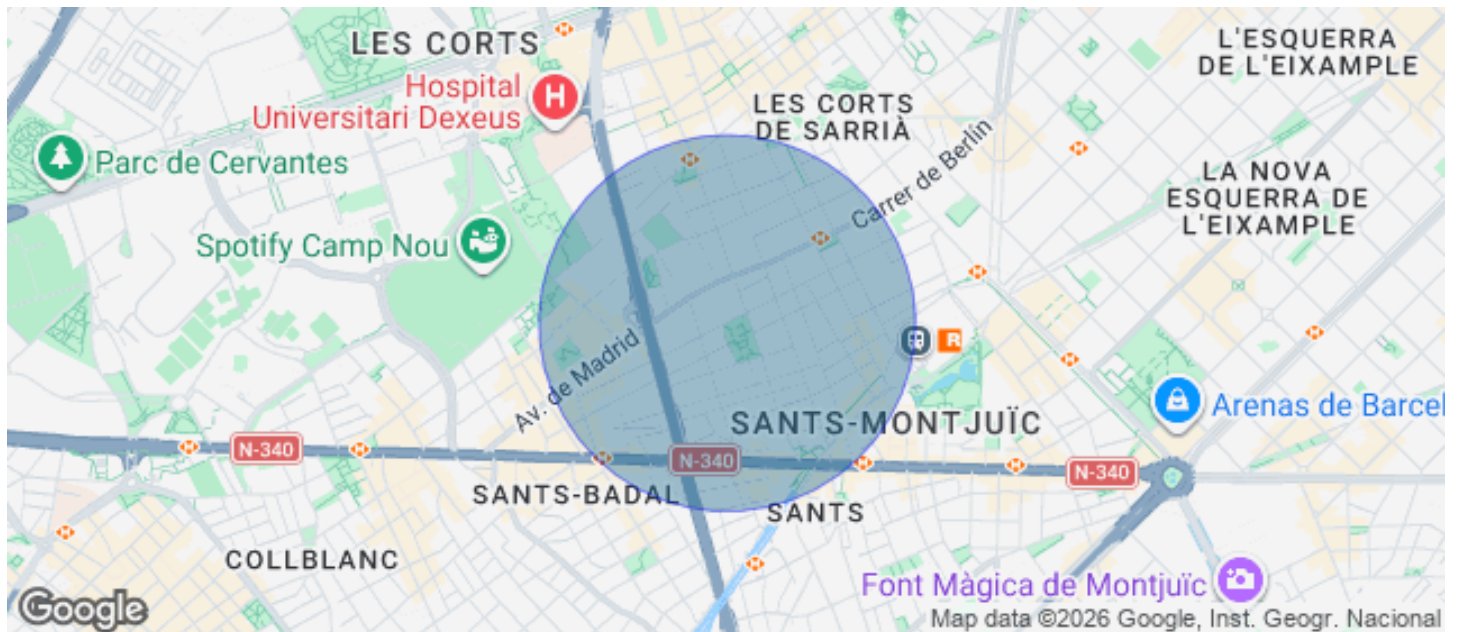 LES CORTS
L'ESQUERRA
DE L'EIXAMPLE
Hospital
Universitari Dexeus
H
LES CORTS
DE SARRIÀ
Parc de Cervantes
Carrer de Berlín
LA NOVA
ESQUERRA DE
L'EIXAMPLE
Spotify Camp Nou
R
Av. de Madrid
Arenas de Barcel
SANTS-MONTJUÏC
N-340
N-340
N-340
SANTS-BADAL
SANTS
COLLBLANC
Font Màgica de Montjuïc
Google
Map data ©2026 Google, Inst. Geogr. Nacional